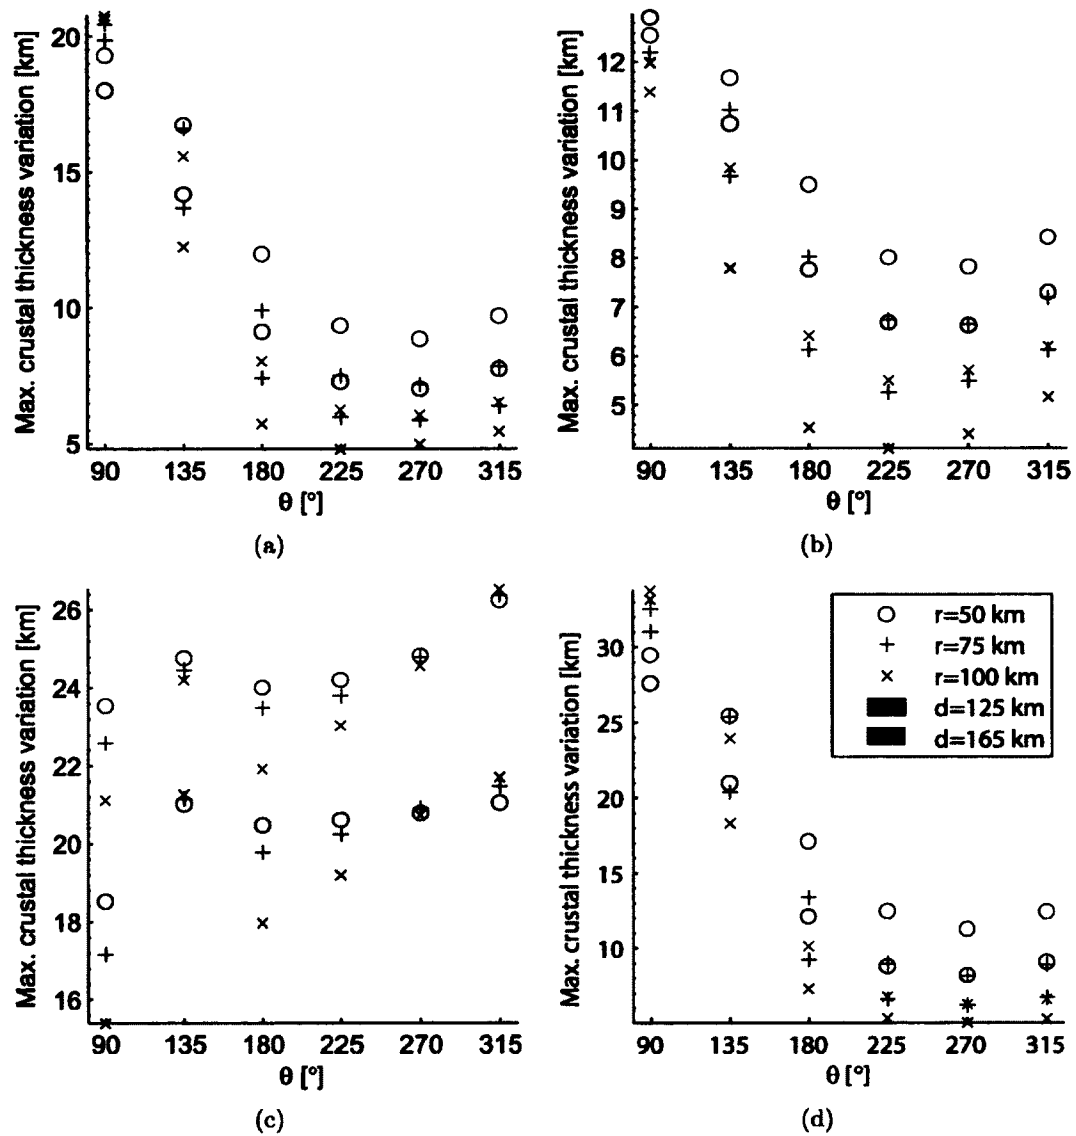 Max. crustal thickness variation [km]
20
15
10
5
90 135 180 225 270 315
θ [°]
(a)
Max. crustal thickness variation [km]
12
11
10
9
8
7
6
5
90 135 180 225 270 315
θ [°]
(b)
Max. crustal thickness variation [km]
26
24
22
20
18
16
90 135 180 225 270 315
θ [°]
(c)
Max. crustal thickness variation [km]
30
25
20
15
10
90 135 180 225 270 315
θ [°]
(d)
r=50 km
r=75 km
r=100 km
d=125 km
d=165 km